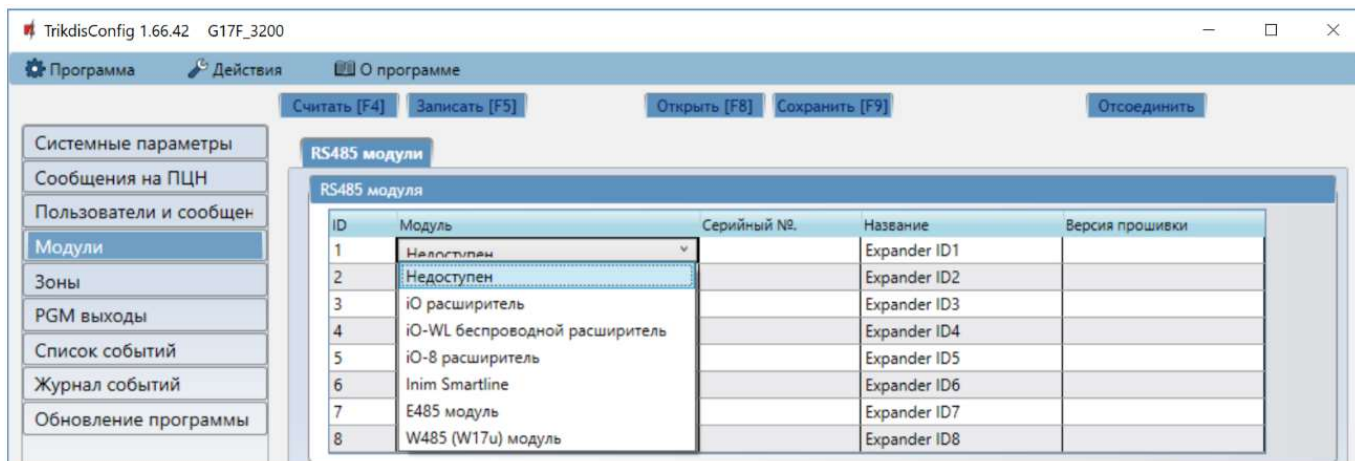 TrikdisConfig 1.66.42 G17F_3200
Программа Действия О программе
Считать [F4] Записать [F5] Открыть [F8] Сохранить [F9] Отсоединить
Системные параметры
Сообщения на ПЦН
Пользователи и сообщен
Модули
Зоны
PGM выходы
Список событий
Журнал событий
Обновление программы
RS485 модули
RS485 модуля
ID Модуль Серийный №. Название Версия прошивки
1 Недоступен Expander ID1
2 Недоступен Expander ID2
3 iO расширитель Expander ID3
4 iO-WL беспроводной расширитель Expander ID4
5 iO-8 расширитель Expander ID5
6 Inim Smartline Expander ID6
7 E485 модуль Expander ID7
8 W485 (W17u) модуль Expander ID8